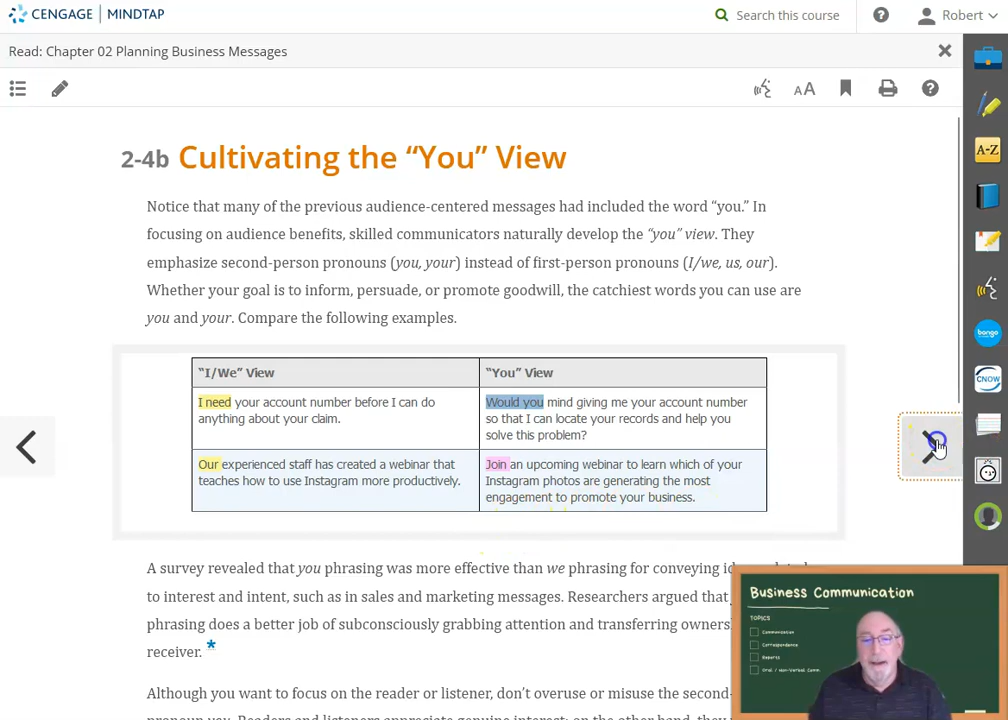 CENGAGE | MINDTAP
Search this course
Robert
Read: Chapter 02 Planning Business Messages
AA
A-Z
2-4b Cultivating the “You” View
Notice that many of the previous audience-centered messages had included the word “you.” In
focusing on audience benefits, skilled communicators naturally develop the “you” view. They
emphasize second-person pronouns (you, your) instead of first-person pronouns (I/we, us, our).
Whether your goal is to inform, persuade, or promote goodwill, the catchiest words you can use are
you and your. Compare the following examples.
“I/We” View
“You” View
I need your account number before I can do
anything about your claim.
Would you mind giving me your account number
so that I can locate your records and help you
solve this problem?
Our experienced staff has created a webinar that
teaches how to use Instagram more productively.
Join an upcoming webinar to learn which of your
Instagram photos are generating the most
engagement to promote your business.
bongo
CNOW
A survey revealed that you phrasing was more effective than we phrasing for conveying
to interest and intent, such as in sales and marketing messages. Researchers argued that
phrasing does a better job of subconsciously grabbing attention and transferring
receiver. *
Although you want to focus on the reader or listener, don’t overuse or misuse the second-
Business Communication
TOPICS
Communication
Correspondence
Reports
Oral / Non-Verbal Comm.